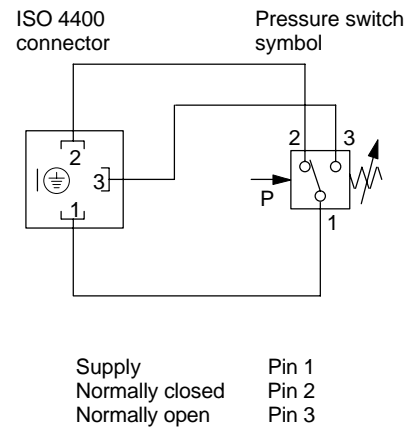 ISO 4400
connector
Pressure switch
symbol
2
3
1
2
3
P
1
Supply Pin 1
Normally closed Pin 2
Normally open Pin 3